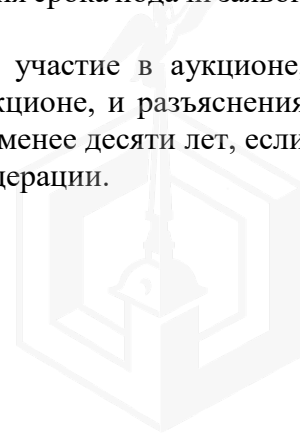 участие в аукционе
кционе, и разъяснения
менее десяти лет, если
дерации.